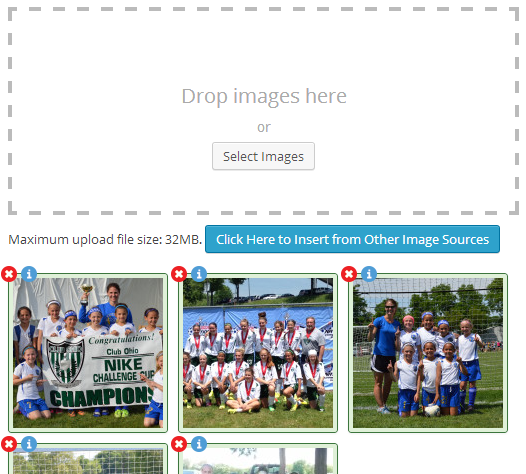 Drop images here
or
Select Images
Maximum upload file size: 32MB. Click Here to Insert from Other Image Sources
Congratulations!
Club Ohio
NIKE
CHALLENGE CUP
CHAMPIONS